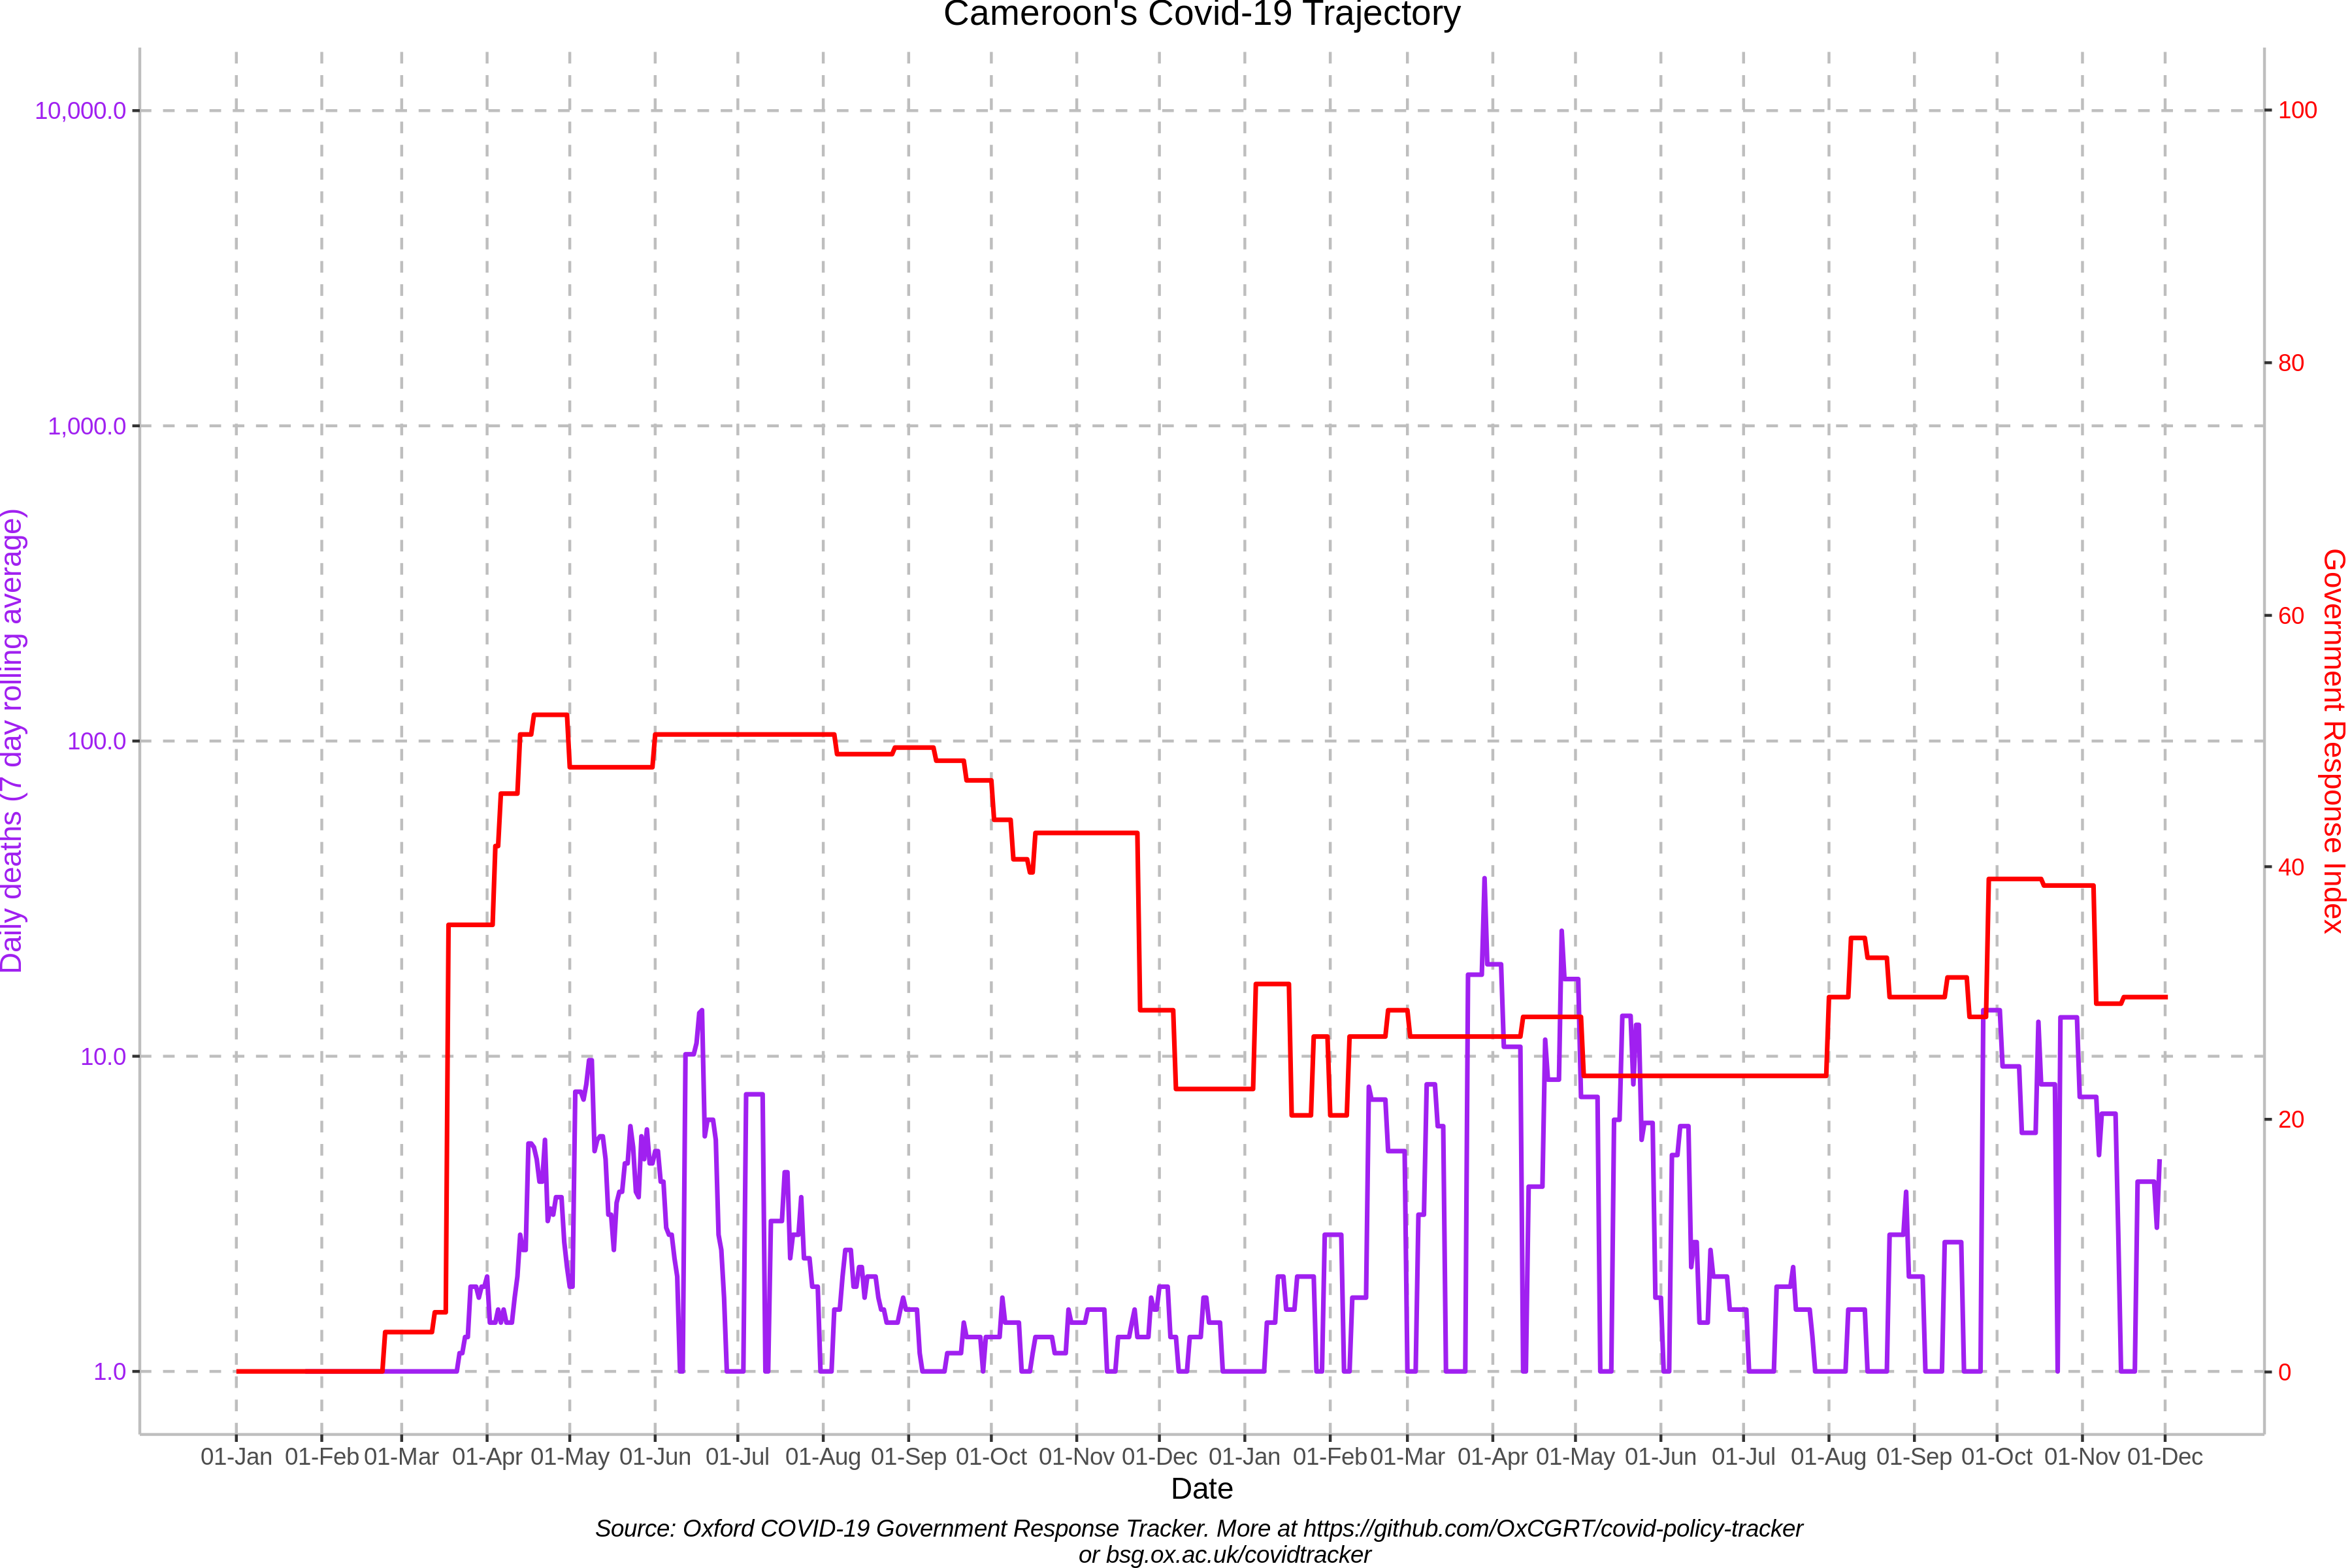 Cameroon's Covid-19 Trajectory
10,000.0
1,000.0
100.0
10.0
1.0
Daily deaths (7 day rolling average)
100
80
60
40
20
0
Government Response Index
01-Jan 01-Feb 01-Mar 01-Apr 01-May 01-Jun 01-Jul 01-Aug 01-Sep 01-Oct 01-Nov 01-Dec 01-Jan 01-Feb 01-Mar 01-Apr 01-May 01-Jun 01-Jul 01-Aug 01-Sep 01-Oct 01-Nov 01-Dec
Date
Source: Oxford COVID-19 Government Response Tracker. More at https://github.com/OxCGRT/covid-policy-tracker
or bsg.ox.ac.uk/covidtracker